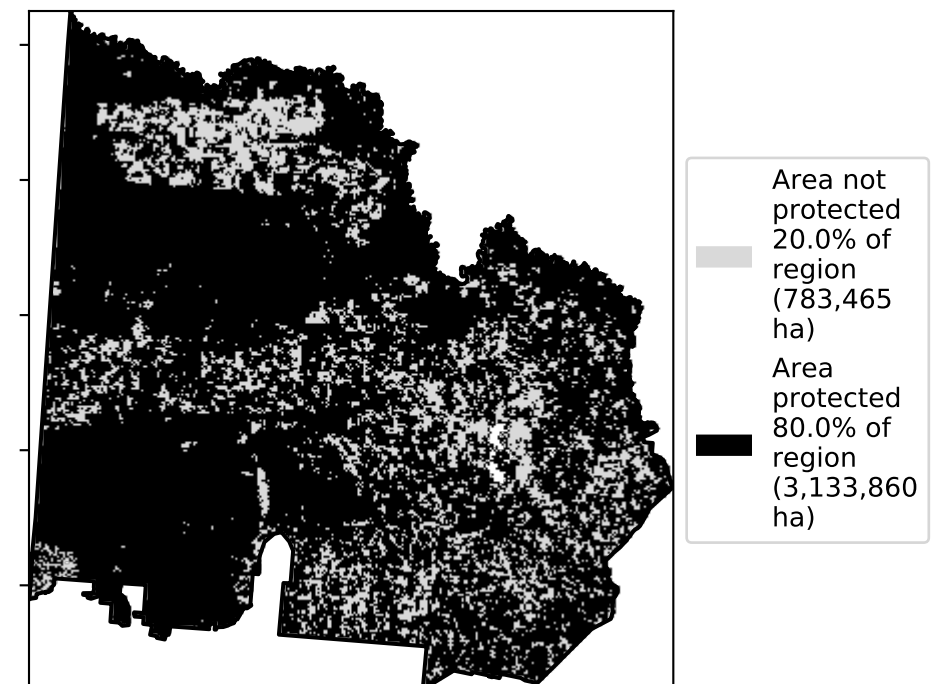 Area not
protected
20.0% of
region
(783,465
ha)
Area
protected
80.0% of
region
(3,133,860
ha)